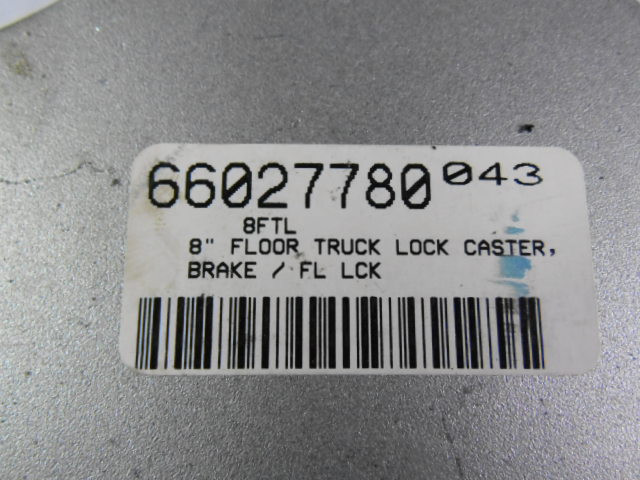 66027780 043
8FTL
8" FLOOR TRUCK LOCK CASTER,
BRAKE / FL LCK